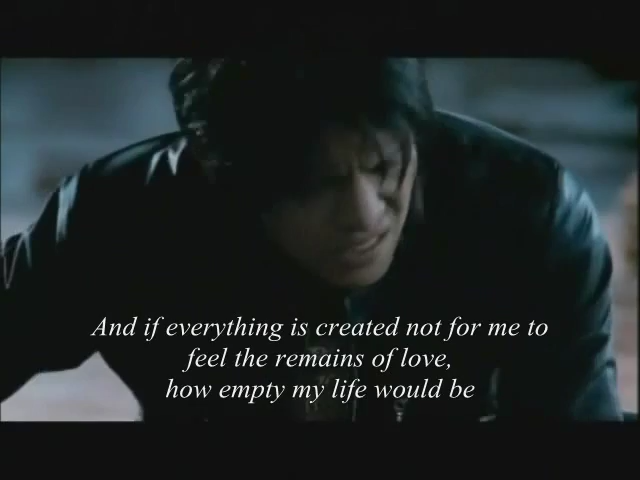 And if everything is created not for me to
feel the remains of love,
how empty my life would be